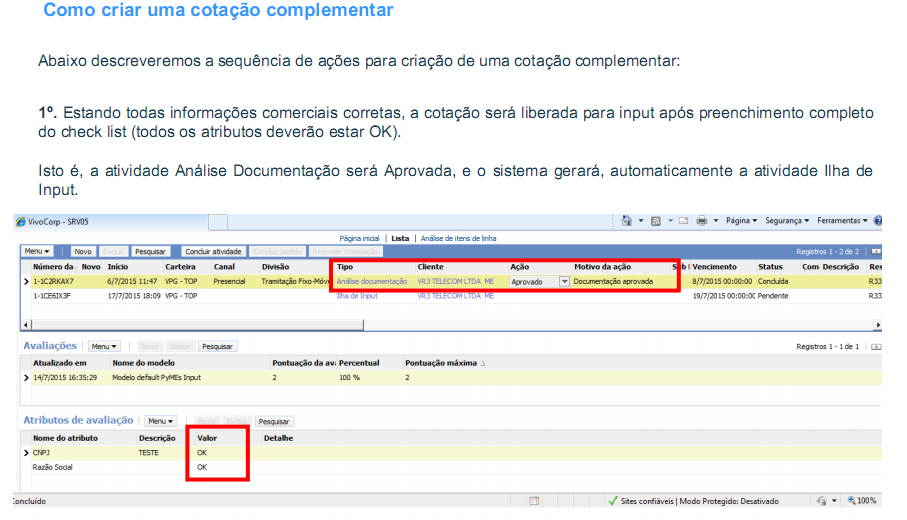 Como criar uma cotação complementar
Abaixo descreveremos a sequência de ações para criação de uma cotação complementar:
1º. Estando todas informações comerciais corretas, a cotação será liberada para input após preenchimento completo
do check list (todos os atributos deverão estar OK).
Isto é, a atividade Análise Documentação será Aprovada, e o sistema gerará, automaticamente a atividade Ilha de
Input.
VivoCorp - SRV05 Página Segurança Ferramentas
Página inicial | Lista | Análise de itens de linha
Menu Novo Excluir Pesquisar Concluir atividade Registros 1 - 2 de 2
Número da Novo Início Carteira Canal Divisão Tipo Cliente Ação Motivo da ação Sub Vencimento Status Com Descrição Res
1-1C2RKAX7 6/7/2015 11:47 VPG - TOP Presencial Tramitação Fixo-Móve Análise documentação VR3 TELECOM LTDA ME Aprovado Documentação aprovada 8/7/2015 00:00:00 Concluída R33
1-1CE6IX3F 17/7/2015 18:09 VPG - TOP Ilha de Input VR3 TELECOM LTDA ME 19/7/2015 00:00:00 Pendente R33
Avaliações Menu Novo Excluir Pesquisar Registros 1 - 1 de 1
Atualizado em Nome do modelo Pontuação da ava Percentual Pontuação máxima
14/7/2015 16:35:29 Modelo default PyMEs Input 2 100 % 2
Atributos de avaliação Menu Pesquisar
Nome do atributo Descrição Valor Detalhe
CNPJ TESTE OK
Razão Social OK
Concluído Sites confiáveis | Modo Protegido: Desativado 100%